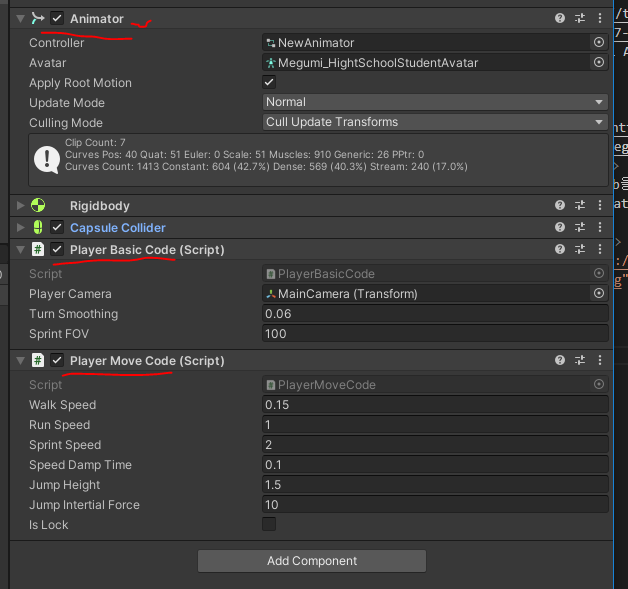 Animator
Controller NewAnimator
Avatar Megumi_HightSchoolStudentAvatar
Apply Root Motion
Update Mode Normal
Culling Mode Cull Update Transforms
Clip Count: 7
Curves Pos: 40 Quat: 51 Euler: 0 Scale: 51 Muscles: 910 Generic: 26 PPtr: 0
Curves Count: 1413 Constant: 604 (42.7%) Dense: 569 (40.3%) Stream: 240 (17.0%)
Rigidbody
Capsule Collider
# Player Basic Code (Script)
Script PlayerBasicCode
Player Camera MainCamera (Transform)
Turn Smoothing 0.06
Sprint FOV 100
# Player Move Code (Script)
Script PlayerMoveCode
Walk Speed 0.15
Run Speed 1
Sprint Speed 2
Speed Damp Time 0.1
Jump Height 1.5
Jump Intertial Force 10
Is Lock
Add Component